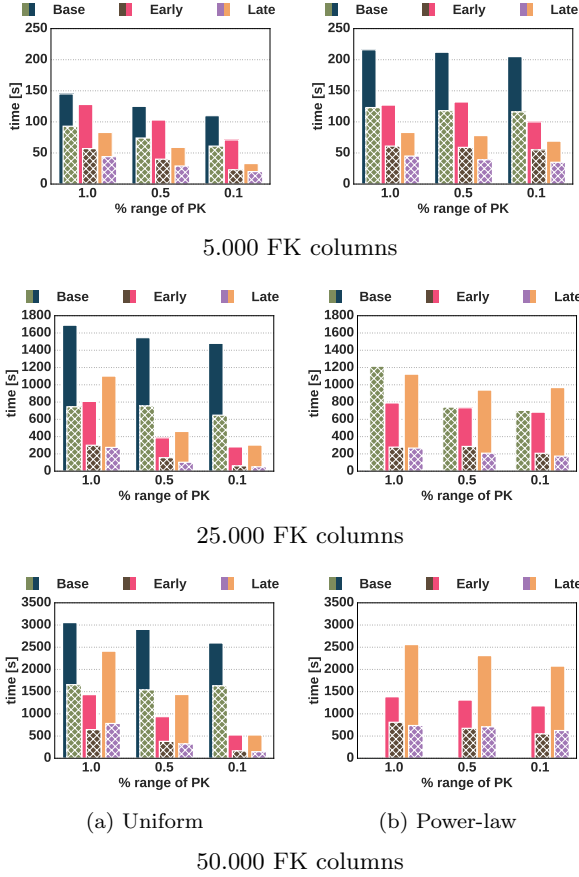 Base Early Late Base Early Late
250 250
200 200
150 150
100 100
50 50
0 0
time [s] time [s]
1.0 0.5 0.1 1.0 0.5 0.1
% range of PK % range of PK
5.000 FK columns
Base Early Late Base Early Late
1800 1800
1600 1600
1400 1400
1200 1200
1000 1000
800 800
600 600
400 400
200 200
0 0
time [s] time [s]
1.0 0.5 0.1 1.0 0.5 0.1
% range of PK % range of PK
25.000 FK columns
Base Early Late Base Early Late
3500 3500
3000 3000
2500 2500
2000 2000
1500 1500
1000 1000
500 500
0 0
time [s] time [s]
1.0 0.5 0.1 1.0 0.5 0.1
% range of PK % range of PK
(a) Uniform (b) Power-law
50.000 FK columns